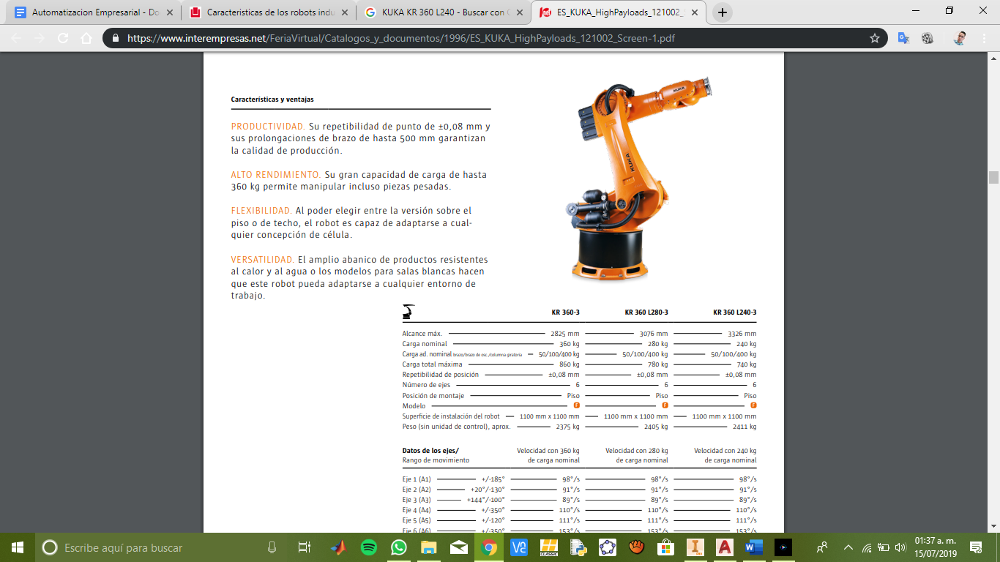 Automatizacion Empresarial - Do
Caracteristicas de los robots indu
KUKA KR 360 L240 - Buscar con G
ES_KUKA_HighPayloads_121002_
https://www.interempresas.net/FeriaVirtual/Catalogos_y_documentos/1996/ES_KUKA_HighPayloads_121002_Screen-1.pdf
Características y ventajas
PRODUCTIVIDAD. Su repetibilidad de punto de ±0,08 mm y
sus prolongaciones de brazo de hasta 500 mm garantizan
la calidad de producción.
ALTO RENDIMIENTO. Su gran capacidad de carga de hasta
360 kg permite manipular incluso piezas pesadas.
FLEXIBILIDAD. Al poder elegir entre la versión sobre el
piso o de techo, el robot es capaz de adaptarse a cual-
quier concepción de célula.
VERSATILIDAD. El amplio abanico de productos resistentes
al calor y al agua o los modelos para salas blancas hacen
que este robot pueda adaptarse a cualquier entorno de
trabajo.
KUKA
KUKA
KR 360-3 KR 360 L280-3 KR 360 L240-3
Alcance máx. 2825 mm 3076 mm 3326 mm
Carga nominal 360 kg 280 kg 240 kg
Carga ad. nominal brazo/brazo de osc./columna giratoria 50/100/400 kg 50/100/400 kg 50/100/400 kg
Carga total máxima 860 kg 780 kg 740 kg
Repetibilidad de posición ±0,08 mm ±0,08 mm ±0,08 mm
Número de ejes 6 6 6
Posición de montaje Piso Piso Piso
Modelo F F F
Superficie de instalación del robot 1100 mm x 1100 mm 1100 mm x 1100 mm 1100 mm x 1100 mm
Peso (sin unidad de control), aprox. 2375 kg 2405 kg 2411 kg
Datos de los ejes/ Velocidad con 360 kg Velocidad con 280 kg Velocidad con 240 kg
Rango de movimiento de carga nominal de carga nominal de carga nominal
Eje 1 (A1) +/-185° 98°/s 98°/s 98°/s
Eje 2 (A2) +20°/-130° 91°/s 91°/s 91°/s
Eje 3 (A3) +144°/-100° 89°/s 89°/s 89°/s
Eje 4 (A4) +/-350° 110°/s 110°/s 110°/s
Eje 5 (A5) +/-120° 111°/s 111°/s 111°/s
Eje 6 (A6) +/-350° 153°/s 153°/s 153°/s
Escribe aquí para buscar
01:37 a. m.
15/07/2019